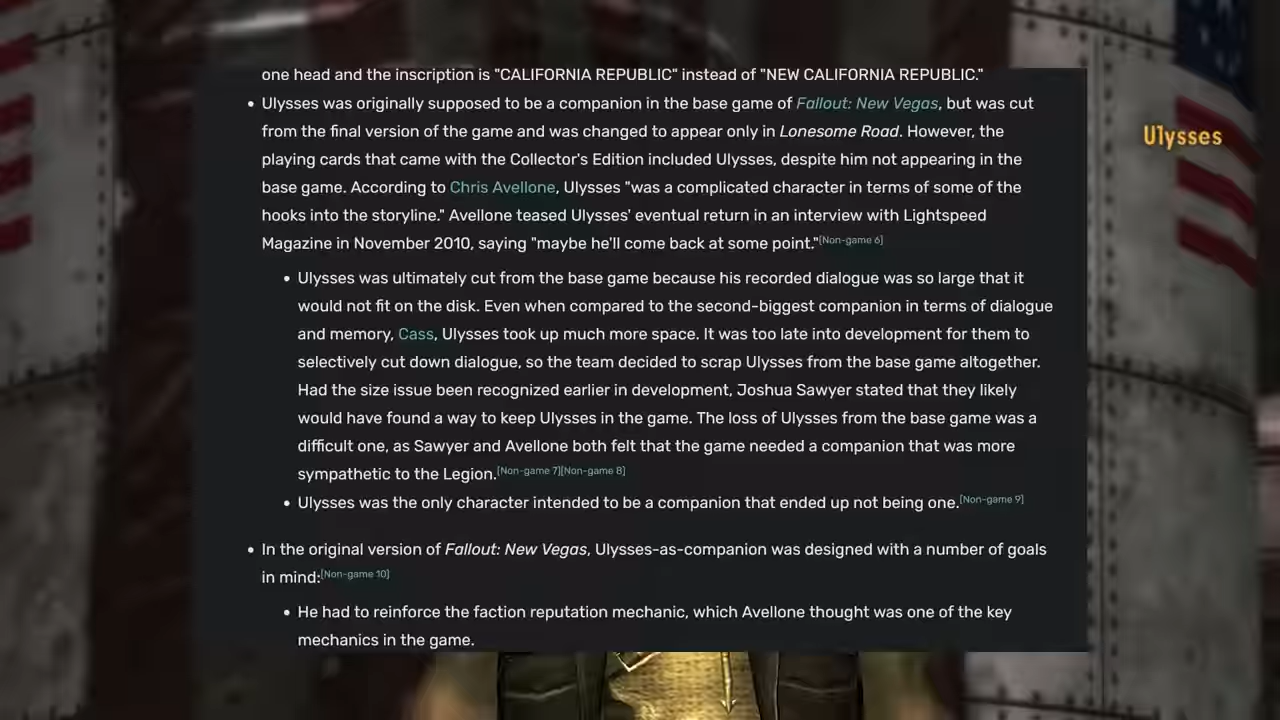 one head and the inscription is "CALIFORNIA REPUBLIC" instead of "NEW CALIFORNIA REPUBLIC."
• Ulysses was originally supposed to be a companion in the base game of Fallout: New Vegas, but was cut
from the final version of the game and was changed to appear only in Lonesome Road. However, the
playing cards that came with the Collector's Edition included Ulysses, despite him not appearing in the
base game. According to Chris Avellone, Ulysses "was a complicated character in terms of some of the
hooks into the storyline." Avellone teased Ulysses' eventual return in an interview with Lightspeed
Magazine in November 2010, saying "maybe he'll come back at some point."[Non-game 6]
• Ulysses was ultimately cut from the base game because his recorded dialogue was so large that it
would not fit on the disk. Even when compared to the second-biggest companion in terms of dialogue
and memory, Cass, Ulysses took up much more space. It was too late into development for them to
selectively cut down dialogue, so the team decided to scrap Ulysses from the base game altogether.
Had the size issue been recognized earlier in development, Joshua Sawyer stated that they likely
would have found a way to keep Ulysses in the game. The loss of Ulysses from the base game was a
difficult one, as Sawyer and Avellone both felt that the game needed a companion that was more
sympathetic to the Legion.[Non-game 7][Non-game 8]
• Ulysses was the only character intended to be a companion that ended up not being one.[Non-game 9]
• In the original version of Fallout: New Vegas, Ulysses-as-companion was designed with a number of goals
in mind:[Non-game 10]
• He had to reinforce the faction reputation mechanic, which Avellone thought was one of the key
mechanics in the game.
Ulysses